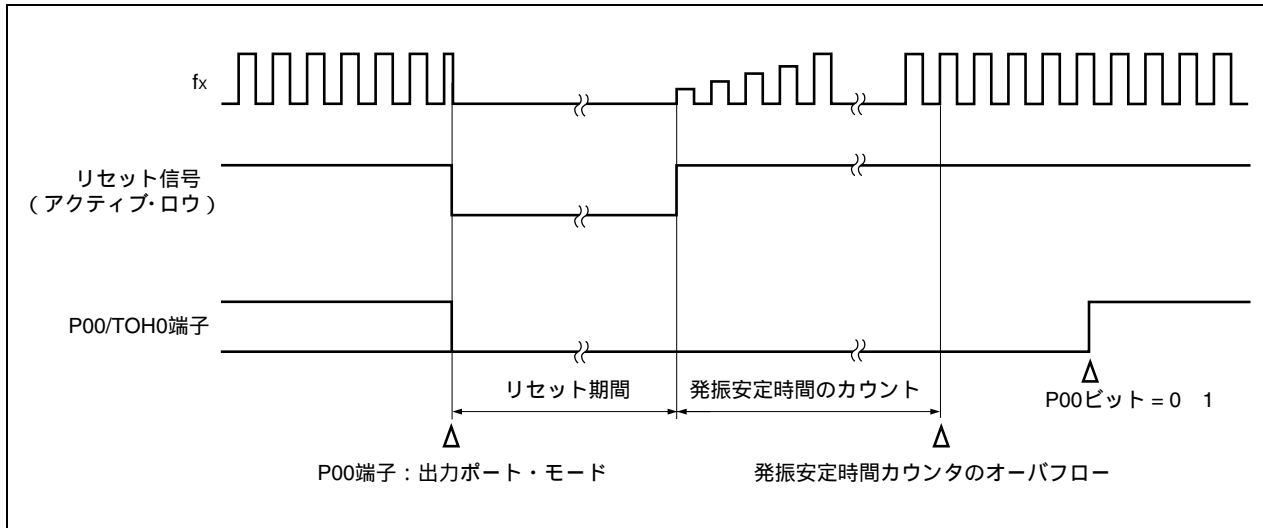 fx
リセット信号
(アクティブ・ロウ)
P00/TOH0端子
リセット期間
発振安定時間のカウント
P00ビット = 0 1
P00端子：出力ポート・モード
発振安定時間カウンタのオーバフロー